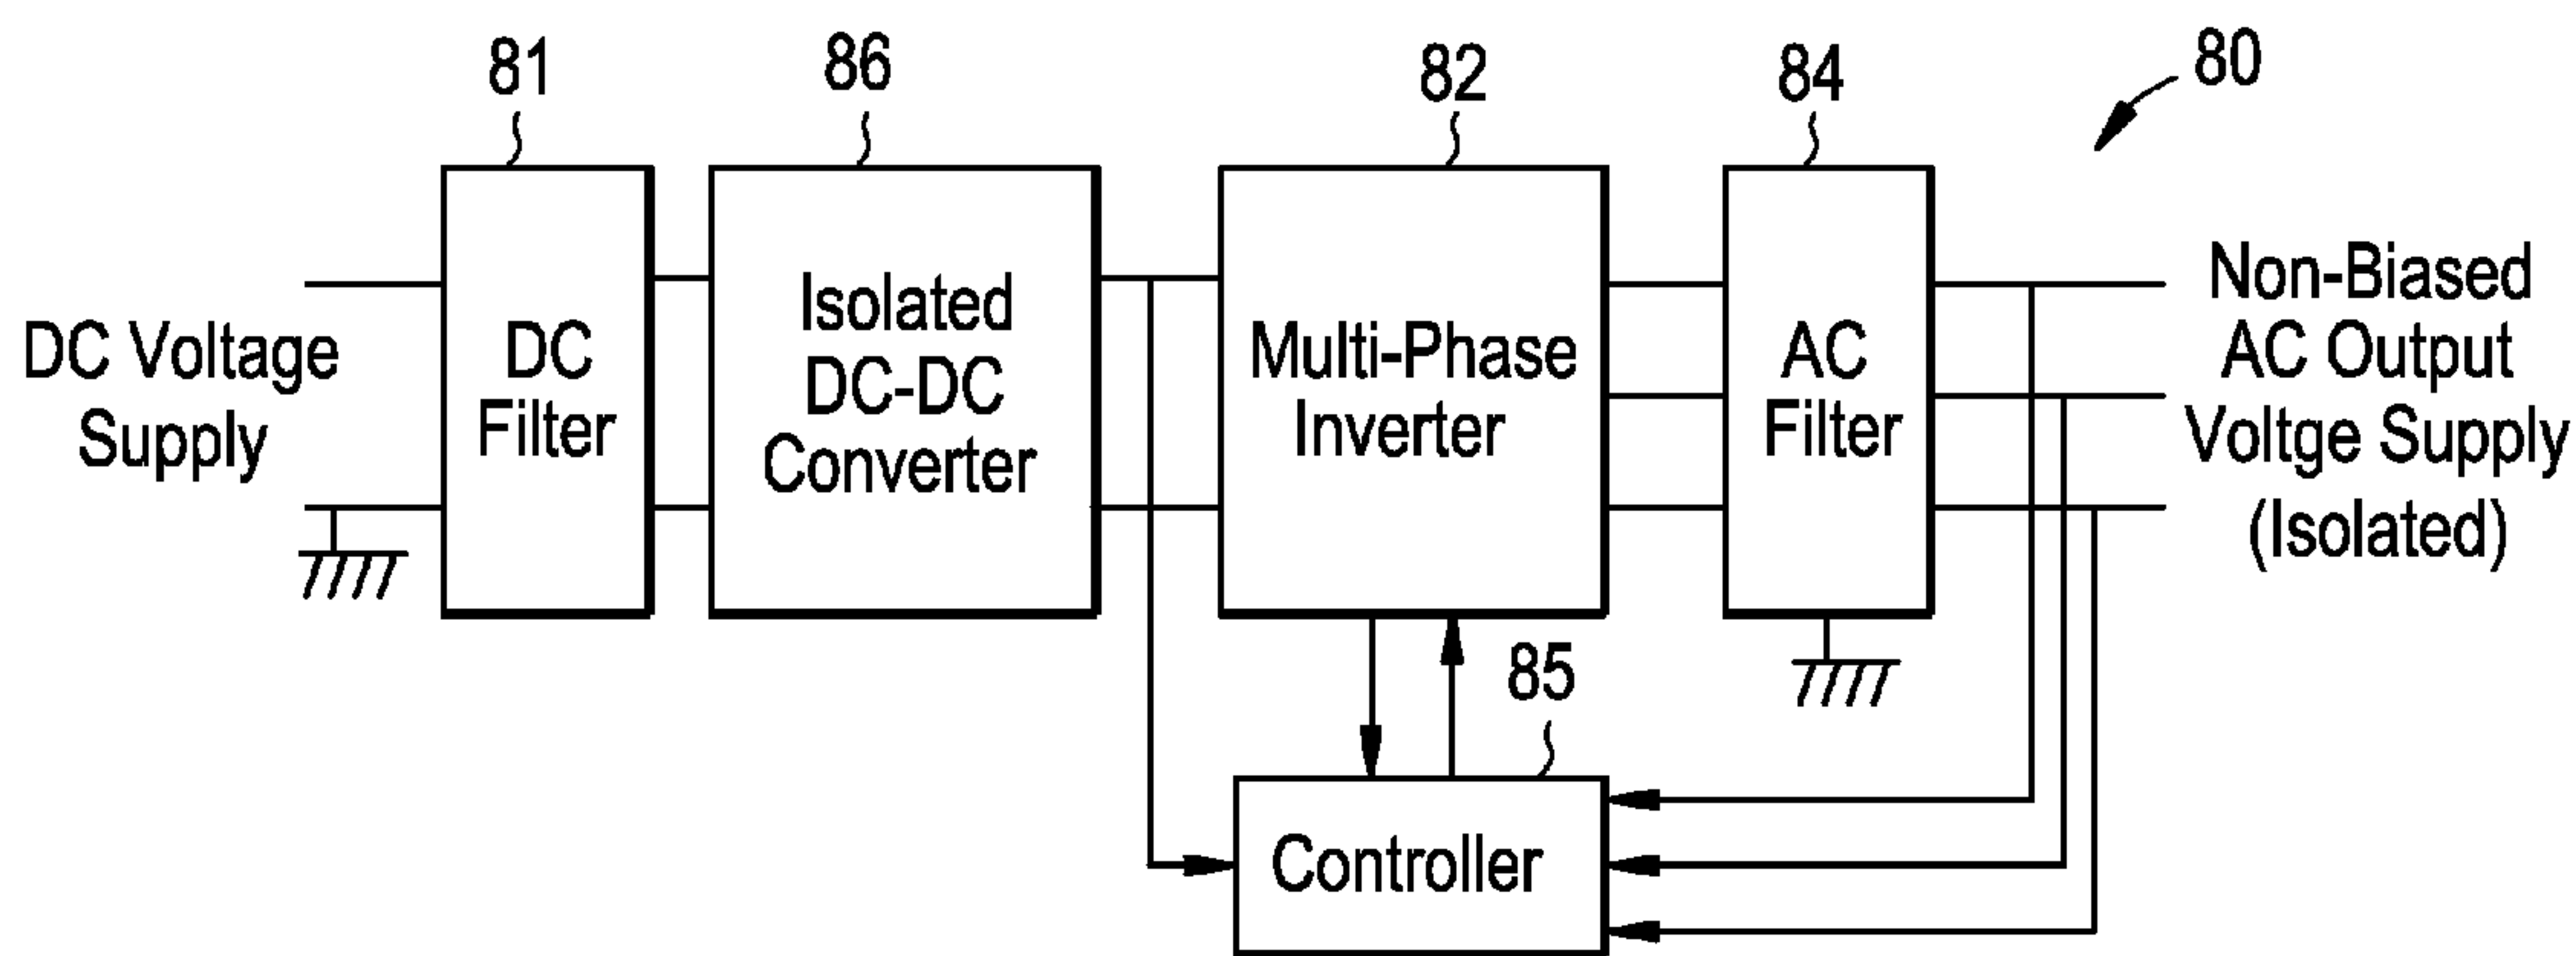 81
86
82
84
80
DC Voltage
Supply
DC
Filter
Isolated
DC-DC
Converter
Multi-Phase
Inverter
AC
Filter
Non-Biased
AC Output
Voltge Supply
(Isolated)
85
Controller